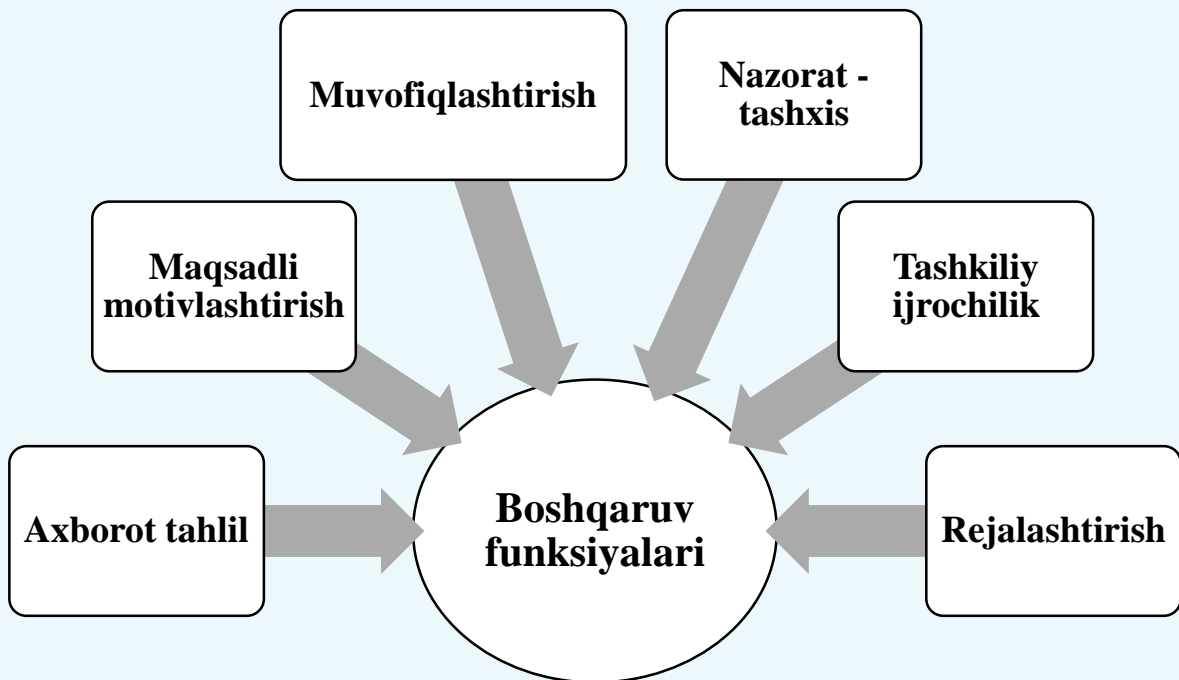 Muvofiqlashtirish
Nazorat -
tashxis
Maqsadli
motivlashtirish
Tashkiliy
ijrochilik
Axborot tahlil
Boshqaruv
funksiyalari
Rejalashtirish